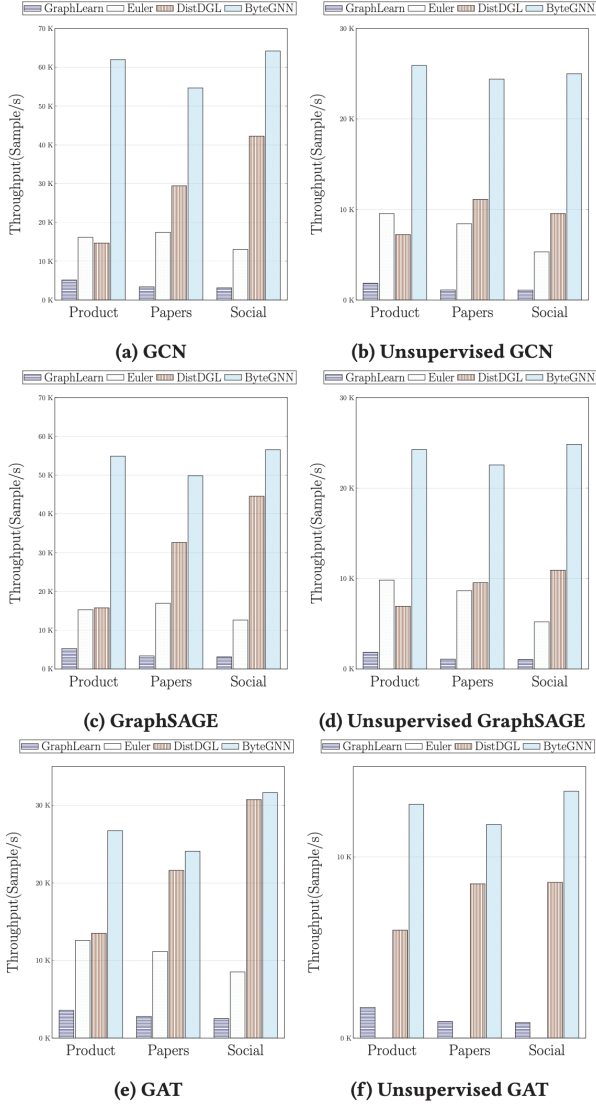 GraphLearn Euler DistDGL ByteGNN
GraphLearn Euler DistDGL ByteGNN
Throughput(Sample/s)
70 K
60 K
50 K
40 K
30 K
20 K
10 K
0 K
Product Papers Social
Throughput(Sample/s)
30 K
20 K
10 K
0 K
Product Papers Social
(a) GCN
(b) Unsupervised GCN
GraphLearn Euler DistDGL ByteGNN
GraphLearn Euler DistDGL ByteGNN
Throughput(Sample/s)
70 K
60 K
50 K
40 K
30 K
20 K
10 K
0 K
Product Papers Social
Throughput(Sample/s)
30 K
20 K
10 K
0 K
Product Papers Social
(c) GraphSAGE
(d) Unsupervised GraphSAGE
GraphLearn Euler DistDGL ByteGNN
GraphLearn Euler DistDGL ByteGNN
Throughput(Sample/s)
30 K
20 K
10 K
0 K
Product Papers Social
Throughput(Sample/s)
10 K
0 K
Product Papers Social
(e) GAT
(f) Unsupervised GAT